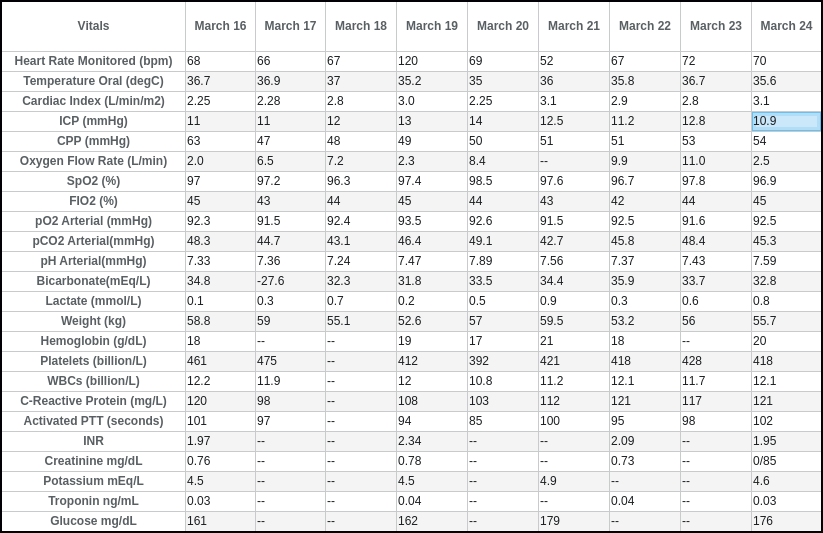 Vitals March 16 March 17 March 18 March 19 March 20 March 21 March 22 March 23 March 24
Heart Rate Monitored (bpm) 68 66 67 120 69 52 67 72 70
Temperature Oral (degC) 36.7 36.9 37 35.2 35 36 35.8 36.7 35.6
Cardiac Index (L/min/m2) 2.25 2.28 2.8 3.0 2.25 3.1 2.9 2.8 3.1
ICP (mmHg) 11 11 12 13 14 12.5 11.2 12.8 10.9
CPP (mmHg) 63 47 48 49 50 51 51 53 54
Oxygen Flow Rate (L/min) 2.0 6.5 7.2 2.3 8.4 -- 9.9 11.0 2.5
SpO2 (%) 97 97.2 96.3 97.4 98.5 97.6 96.7 97.8 96.9
FIO2 (%) 45 43 44 45 44 43 42 44 45
pO2 Arterial (mmHg) 92.3 91.5 92.4 93.5 92.6 91.5 92.5 91.6 92.5
pCO2 Arterial(mmHg) 48.3 44.7 43.1 46.4 49.1 42.7 45.8 48.4 45.3
pH Arterial(mmHg) 7.33 7.36 7.24 7.47 7.89 7.56 7.37 7.43 7.59
Bicarbonate(mEq/L) 34.8 -27.6 32.3 31.8 33.5 34.4 35.9 33.7 32.8
Lactate (mmol/L) 0.1 0.3 0.7 0.2 0.5 0.9 0.3 0.6 0.8
Weight (kg) 58.8 59 55.1 52.6 57 59.5 53.2 56 55.7
Hemoglobin (g/dL) 18 -- -- 19 17 21 18 -- 20
Platelets (billion/L) 461 475 -- 412 392 421 418 428 418
WBCs (billion/L) 12.2 11.9 -- 12 10.8 11.2 12.1 11.7 12.1
C-Reactive Protein (mg/L) 120 98 -- 108 103 112 121 117 121
Activated PTT (seconds) 101 97 -- 94 85 100 95 98 102
INR 1.97 -- -- 2.34 -- -- 2.09 -- 1.95
Creatinine mg/dL 0.76 -- -- 0.78 -- -- 0.73 -- 0/85
Potassium mEq/L 4.5 -- -- 4.5 -- 4.9 -- -- 4.6
Troponin ng/mL 0.03 -- -- 0.04 -- -- 0.04 -- 0.03
Glucose mg/dL 161 -- -- 162 -- 179 -- -- 176